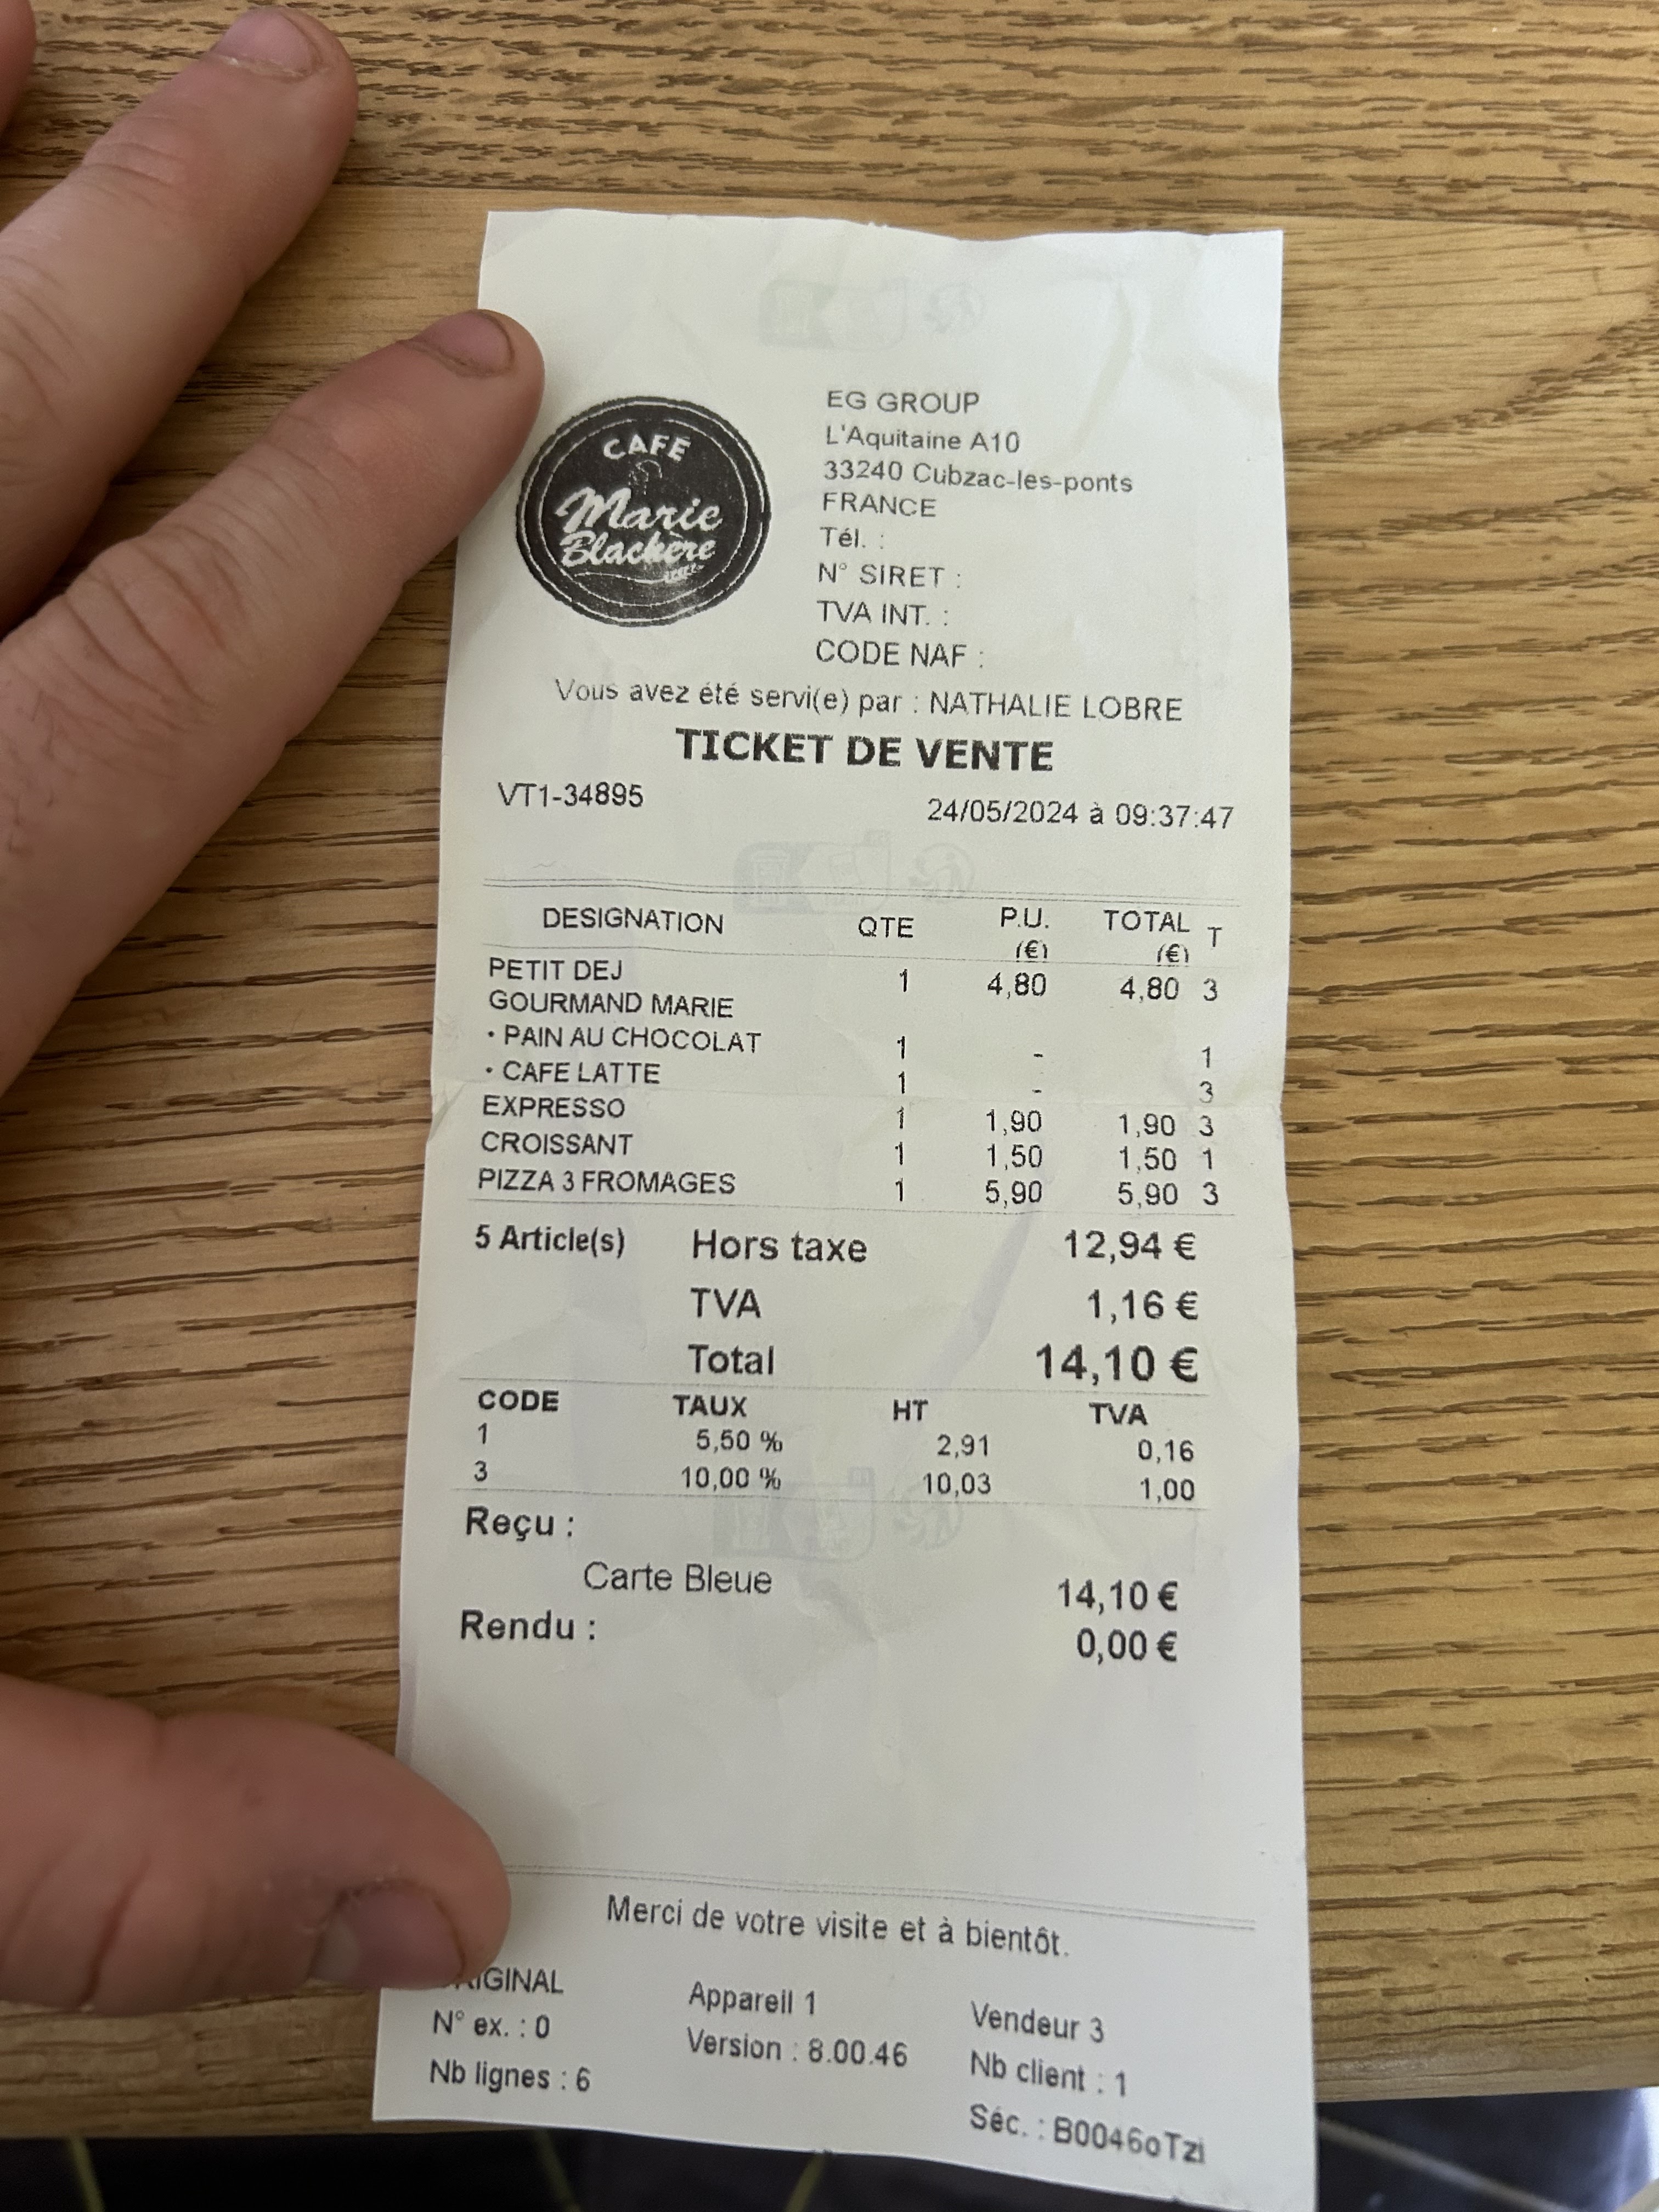 CAFE
Marie
Blachère
EG GROUP
L'Aquitaine A10
33240 Cubzac-les-ponts
FRANCE
Tél. :
N° SIRET :
TVA INT. :
CODE NAF :
Vous avez été servi(e) par : NATHALIE LOBRE
TICKET DE VENTE
VT1-34895 24/05/2024 à 09:37:47
DESIGNATION QTE P.U. (€) TOTAL (€) T
PETIT DEJ 1 4,80 4,80 3
GOURMAND MARIE
• PAIN AU CHOCOLAT 1 - 1
• CAFE LATTE 1 - 3
EXPRESSO 1 1,90 1,90 3
CROISSANT 1 1,50 1,50 1
PIZZA 3 FROMAGES 1 5,90 5,90 3
5 Article(s) Hors taxe 12,94 €
TVA 1,16 €
Total 14,10 €
CODE TAUX HT TVA
1 5,50 % 2,91 0,16
3 10,00 % 10,03 1,00
Reçu :
Carte Bleue 14,10 €
Rendu : 0,00 €
Merci de votre visite et à bientôt.
RIGINAL Appareil 1 Vendeur 3
N° ex. : 0 Version : 8.00.46 Nb client : 1
Nb lignes : 6 Séc. : B0046oTzi